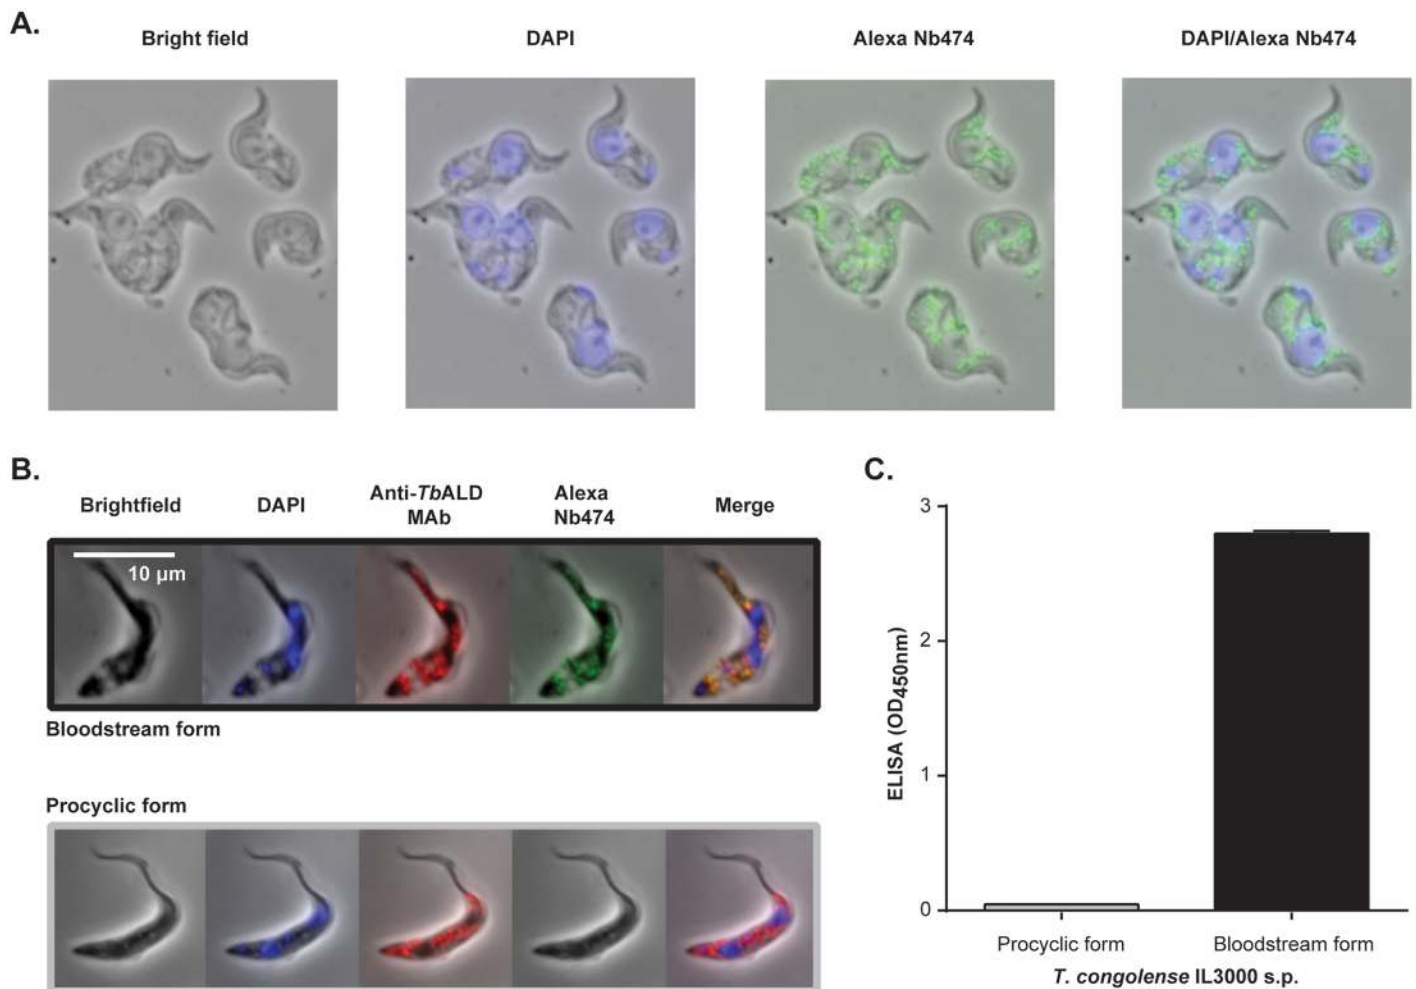 A.
Bright field
DAPI
Alexa Nb474
DAPI/Alexa Nb474
B.
Brightfield
DAPI
Anti-TbALD
MAb
Alexa
Nb474
Merge
10 µm
Bloodstream form
Procyclic form
C.
ELISA (OD450nm)
3
2
1
0
Procyclic form
Bloodstream form
T. congolense IL3000 s.p.